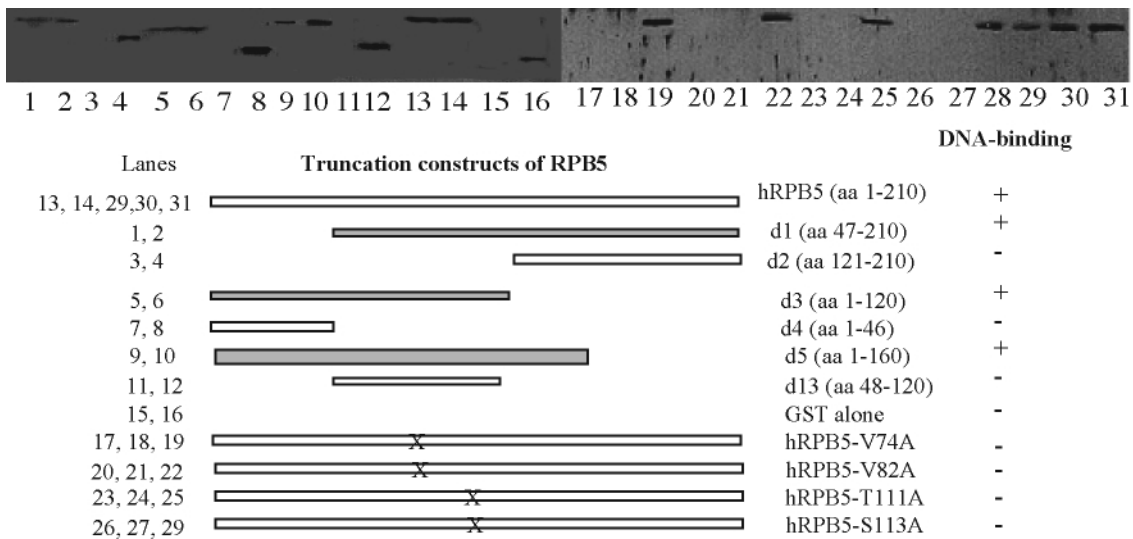 1 2 3 4 5 6 7 8 9 10 11 12 13 14 15 16 17 18 19 20 21 22 23 24 25 26 27 28 29 30 31
DNA-binding
Lanes Truncation constructs of RPB5
13, 14, 29,30, 31 hRPB5 (aa 1-210) +
1, 2 d1 (aa 47-210) +
3, 4 d2 (aa 121-210) -
5, 6 d3 (aa 1-120) +
7, 8 d4 (aa 1-46) -
9, 10 d5 (aa 1-160) +
11, 12 d13 (aa 48-120) -
15, 16 GST alone -
17, 18, 19 X hRPB5-V74A -
20, 21, 22 X hRPB5-V82A -
23, 24, 25 X hRPB5-T111A -
26, 27, 29 X hRPB5-S113A -